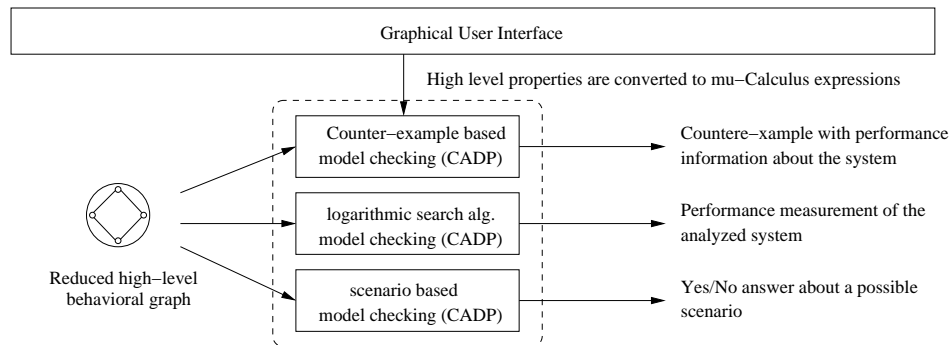 Graphical User Interface
High level properties are converted to mu−Calculus expressions
Counter−example based
model checking (CADP)
Countere−xample with performance
information about the system
logarithmic search alg.
model checking (CADP)
Performance measurement of the
analyzed system
Reduced high−level
behavioral graph
scenario based
model checking (CADP)
Yes/No answer about a possible
scenario